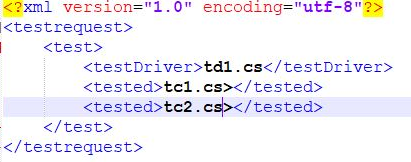 <?xml version="1.0" encoding="utf-8"?>
<testrequest>
<test>
<testDriver>td1.cs</testDriver>
<tested>tc1.cs></tested>
<tested>tc2.cs></tested>
</test>
</testrequest>